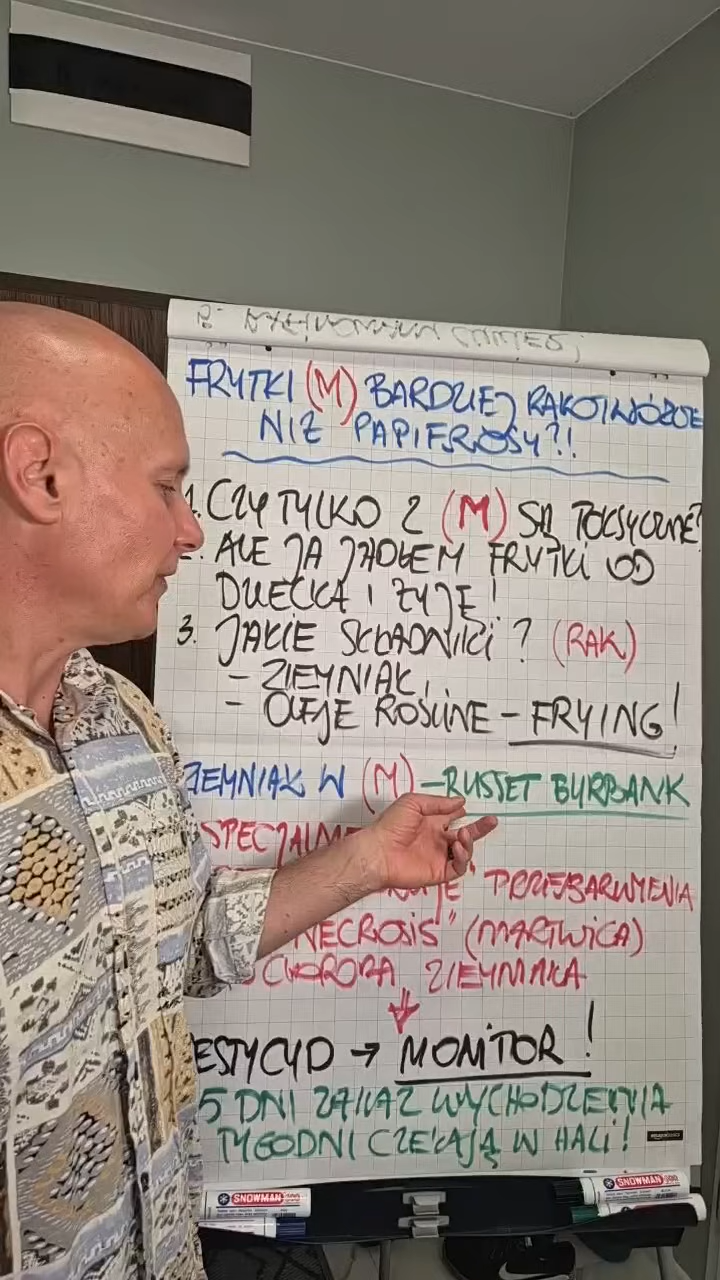 FRYTKI (M) BARDZIEJ RAKOTWÓRCZE
NIŻ PAPIEROSY?!
1. CZY TYLKO Z (M) SĄ TOKSYCZNE?
2. ALE JA JADŁEM FRYTKI OD
DZIECKA I ŻYJĘ!
3. JAKIE SKŁADNIKI? (RAK)
- ZIEMNIAK,
- OLEJE ROŚLINE - FRYING!
ZIEMNIAK W (M) - RUSSET BURBANK
SPECJALNE
PRZEBARWIENIA
NECROSIS" (MARTWICA)
CHOROBA ZIEMNIAKA
ESTYCYD → MONITOR!
5 DNI ZAKAZ WYCHODZENIA
TYGODNI CZEKAJĄ W HALI!
SNOWMAN
SNOWMAN